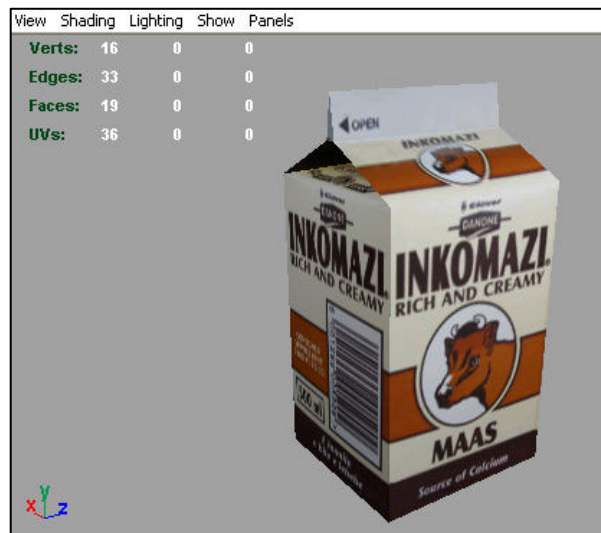 View Shading Lighting Show Panels
Verts: 16 0 0
Edges: 33 0 0
Faces: 19 0 0
UVs: 36 0 0
OPEN
INKOMAZI
Clover
DANONE
INKOMAZI
RICH AND CREAMY
MAAS
Source of Calcium
DANONE
INKOMAZI
RICH AND CREAMY
500 ml
y
x z